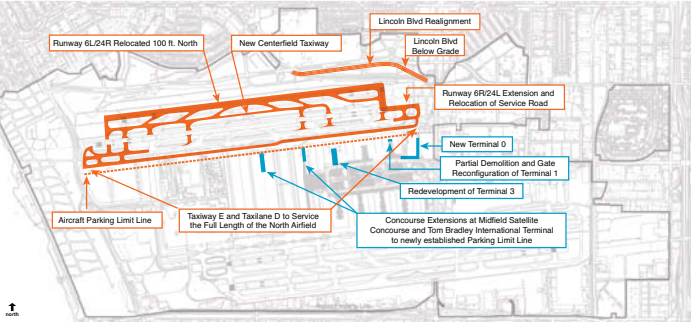 Lincoln Blvd Realignment
Runway 6L/24R Relocated 100 ft. North
New Centerfield Taxiway
Lincoln Blvd
Below Grade
Runway 6R/24L Extension and
Relocation of Service Road
New Terminal 0
Partial Demolition and Gate
Reconfiguration of Terminal 1
Redevelopment of Terminal 3
Aircraft Parking Limit Line
Taxiway E and Taxilane D to Service
the Full Length of the North Airfield
Concourse Extensions at Midfield Satellite
Concourse and Tom Bradley International Terminal
to newly established Parking Limit Line
north